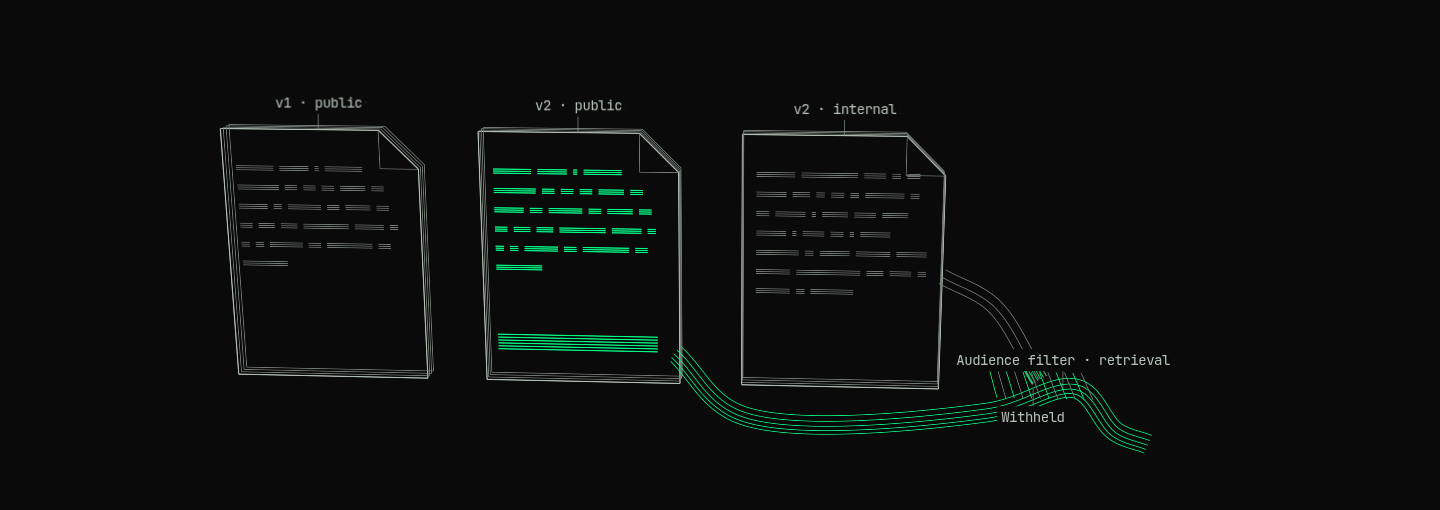 v1 · public
v2 · public
v2 · internal
Audience filter · retrieval
Withheld